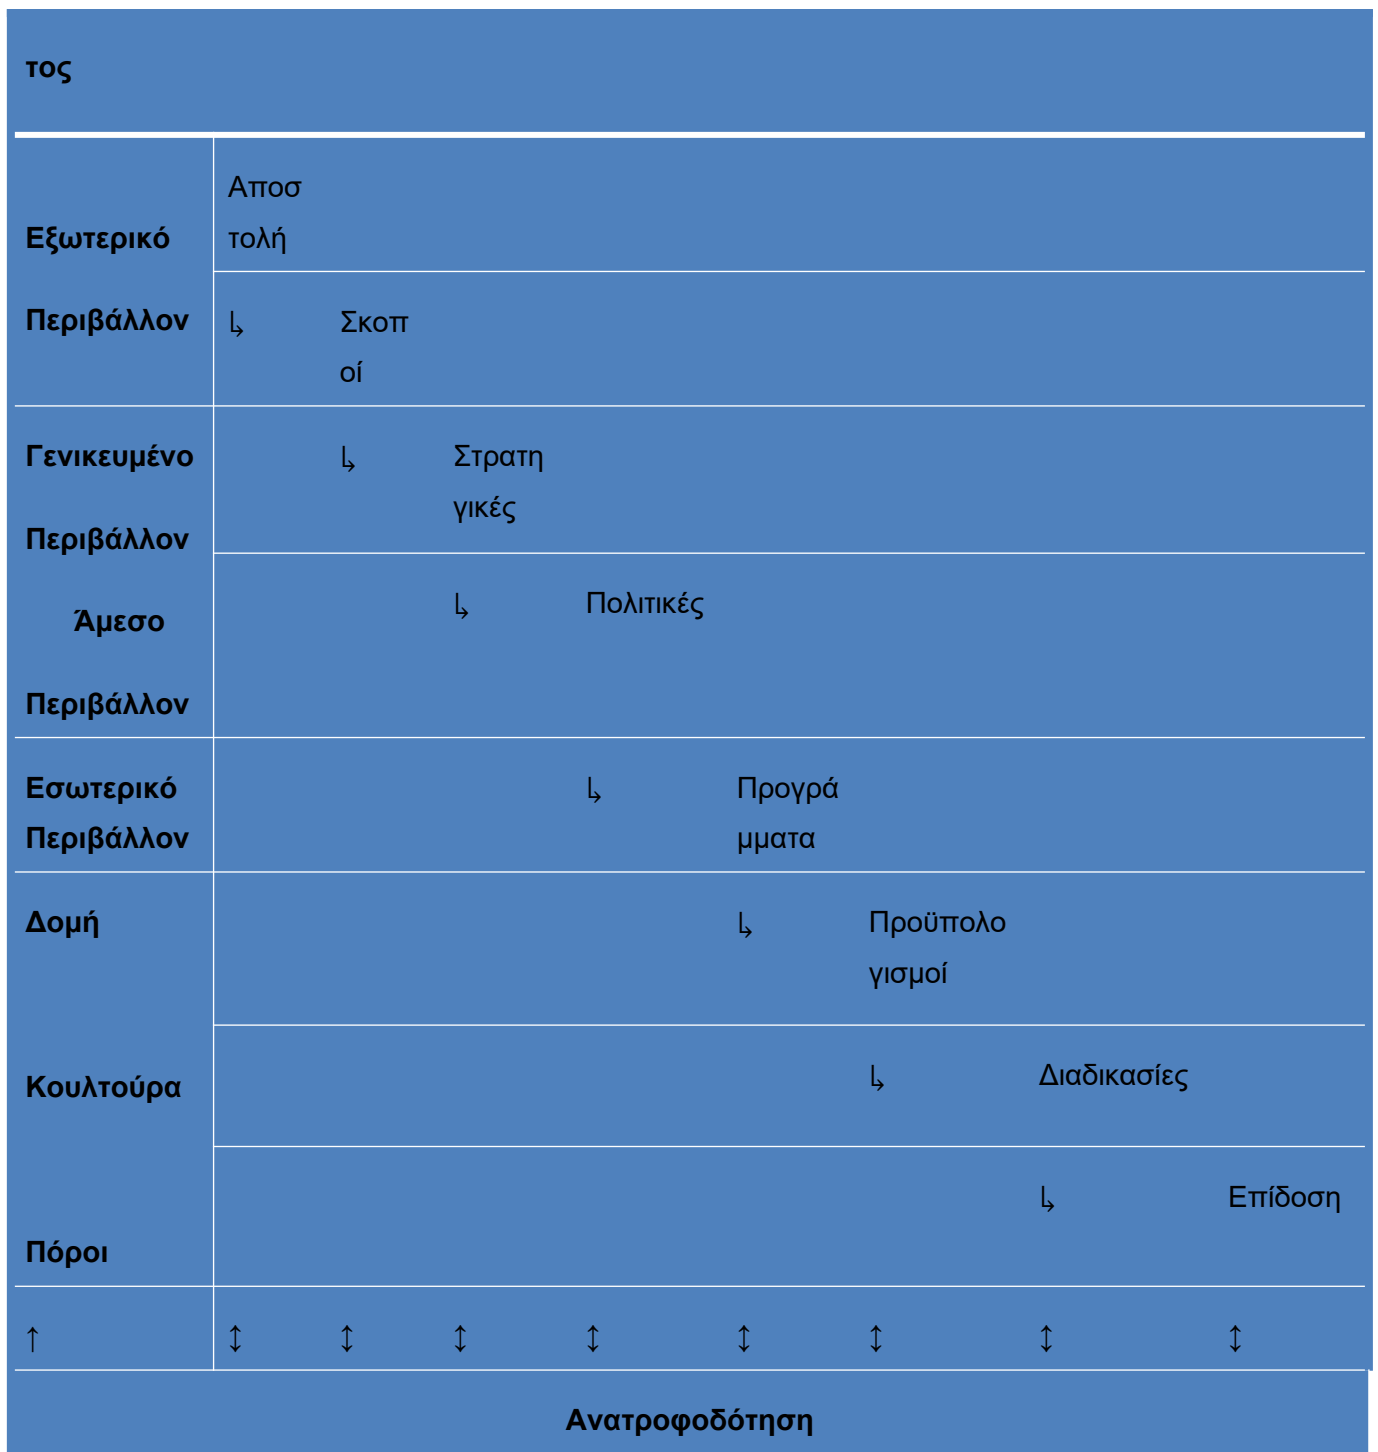 τος
Αποσ
Εξωτερικό τολή
Περιβάλλον ↳ Σκοπ
οί
Γενικευμένο ↳ Στρατη
γικές
Περιβάλλον
↳ Πολιτικές
Άμεσο
Περιβάλλον
Εσωτερικό ↳ Προγρά
Περιβάλλον μματα
Δομή ↳ Προϋπολο
γισμοί
Κουλτούρα ↳ Διαδικασίες
↳ Επίδοση
Πόροι
↑ ↕ ↕ ↕ ↕ ↕ ↕ ↕ ↕
Ανατροφοδότηση